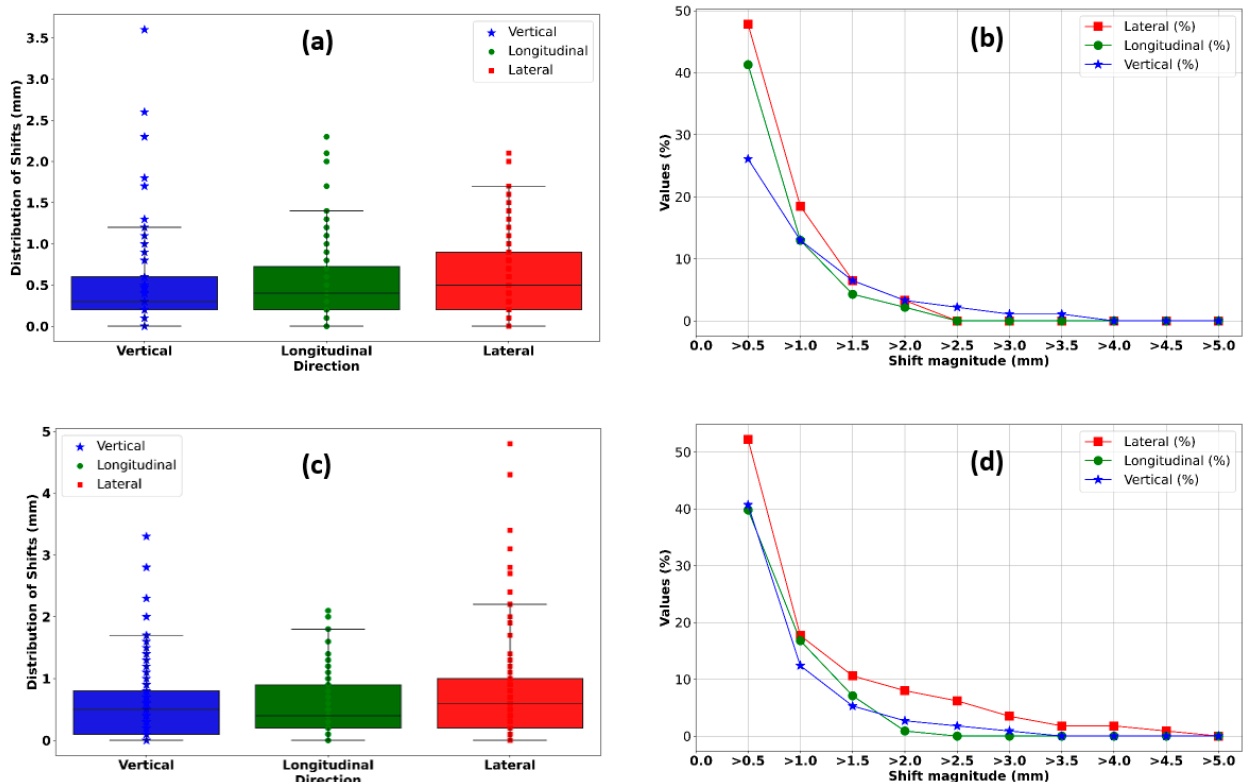 (a)
Vertical
Longitudinal
Lateral
Distribution of Shifts (mm)
3.5
3.0
2.5
2.0
1.5
1.0
0.5
0.0
Vertical
Longitudinal
Lateral
Direction
(b)
Lateral (%)
Longitudinal (%)
Vertical (%)
Values (%)
50
40
30
20
10
0
0.0 >0.5 >1.0 >1.5 >2.0 >2.5 >3.0 >3.5 >4.0 >4.5 >5.0
Shift magnitude (mm)
(c)
Vertical
Longitudinal
Lateral
Distribution of Shifts (mm)
5
4
3
2
1
0
Vertical
Longitudinal
Lateral
Direction
(d)
Lateral (%)
Longitudinal (%)
Vertical (%)
Values (%)
50
40
30
20
10
0
0.0 >0.5 >1.0 >1.5 >2.0 >2.5 >3.0 >3.5 >4.0 >4.5 >5.0
Shift magnitude (mm)